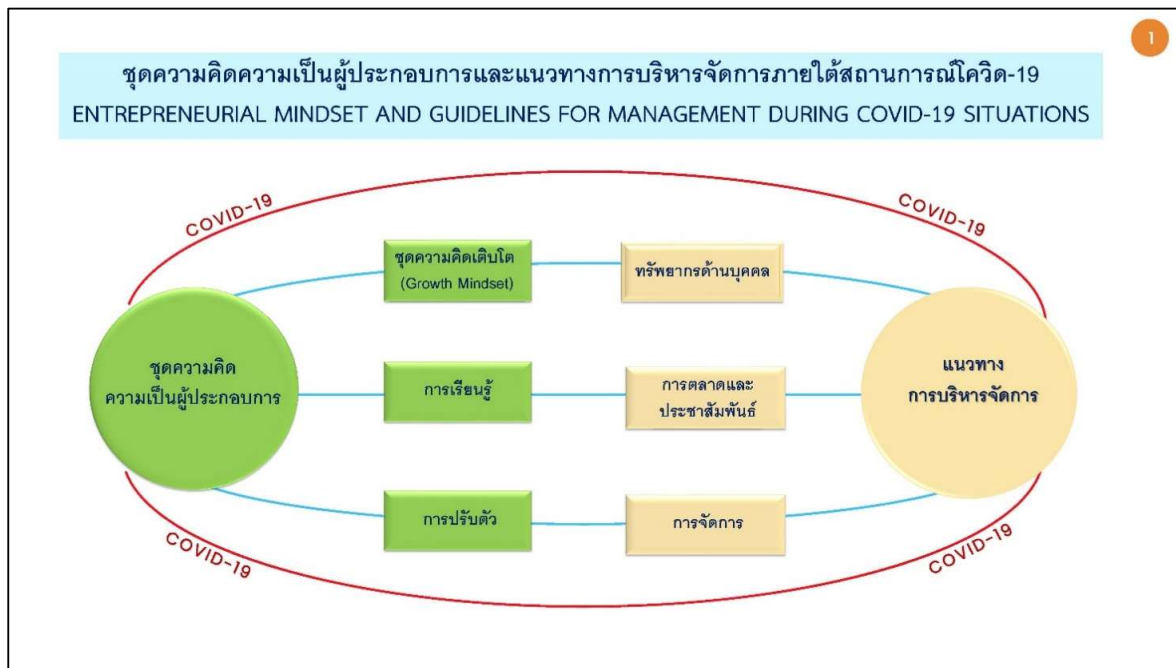 1
ชุดความคิดความเป็นผู้ประกอบการและแนวทางการบริหารจัดการภายใต้สถานการณ์โควิด-19
ENTREPRENEURIAL MINDSET AND GUIDELINES FOR MANAGEMENT DURING COVID-19 SITUATIONS
COVID-19
COVID-19
ชุดความคิดเติบโต
(Growth Mindset)
ทรัพยากรด้านบุคคล
ชุดความคิด
ความเป็นผู้ประกอบการ
การเรียนรู้
การตลาดและ
ประชาสัมพันธ์
แนวทาง
การบริหารจัดการ
การปรับตัว
การจัดการ
COVID-19
COVID-19